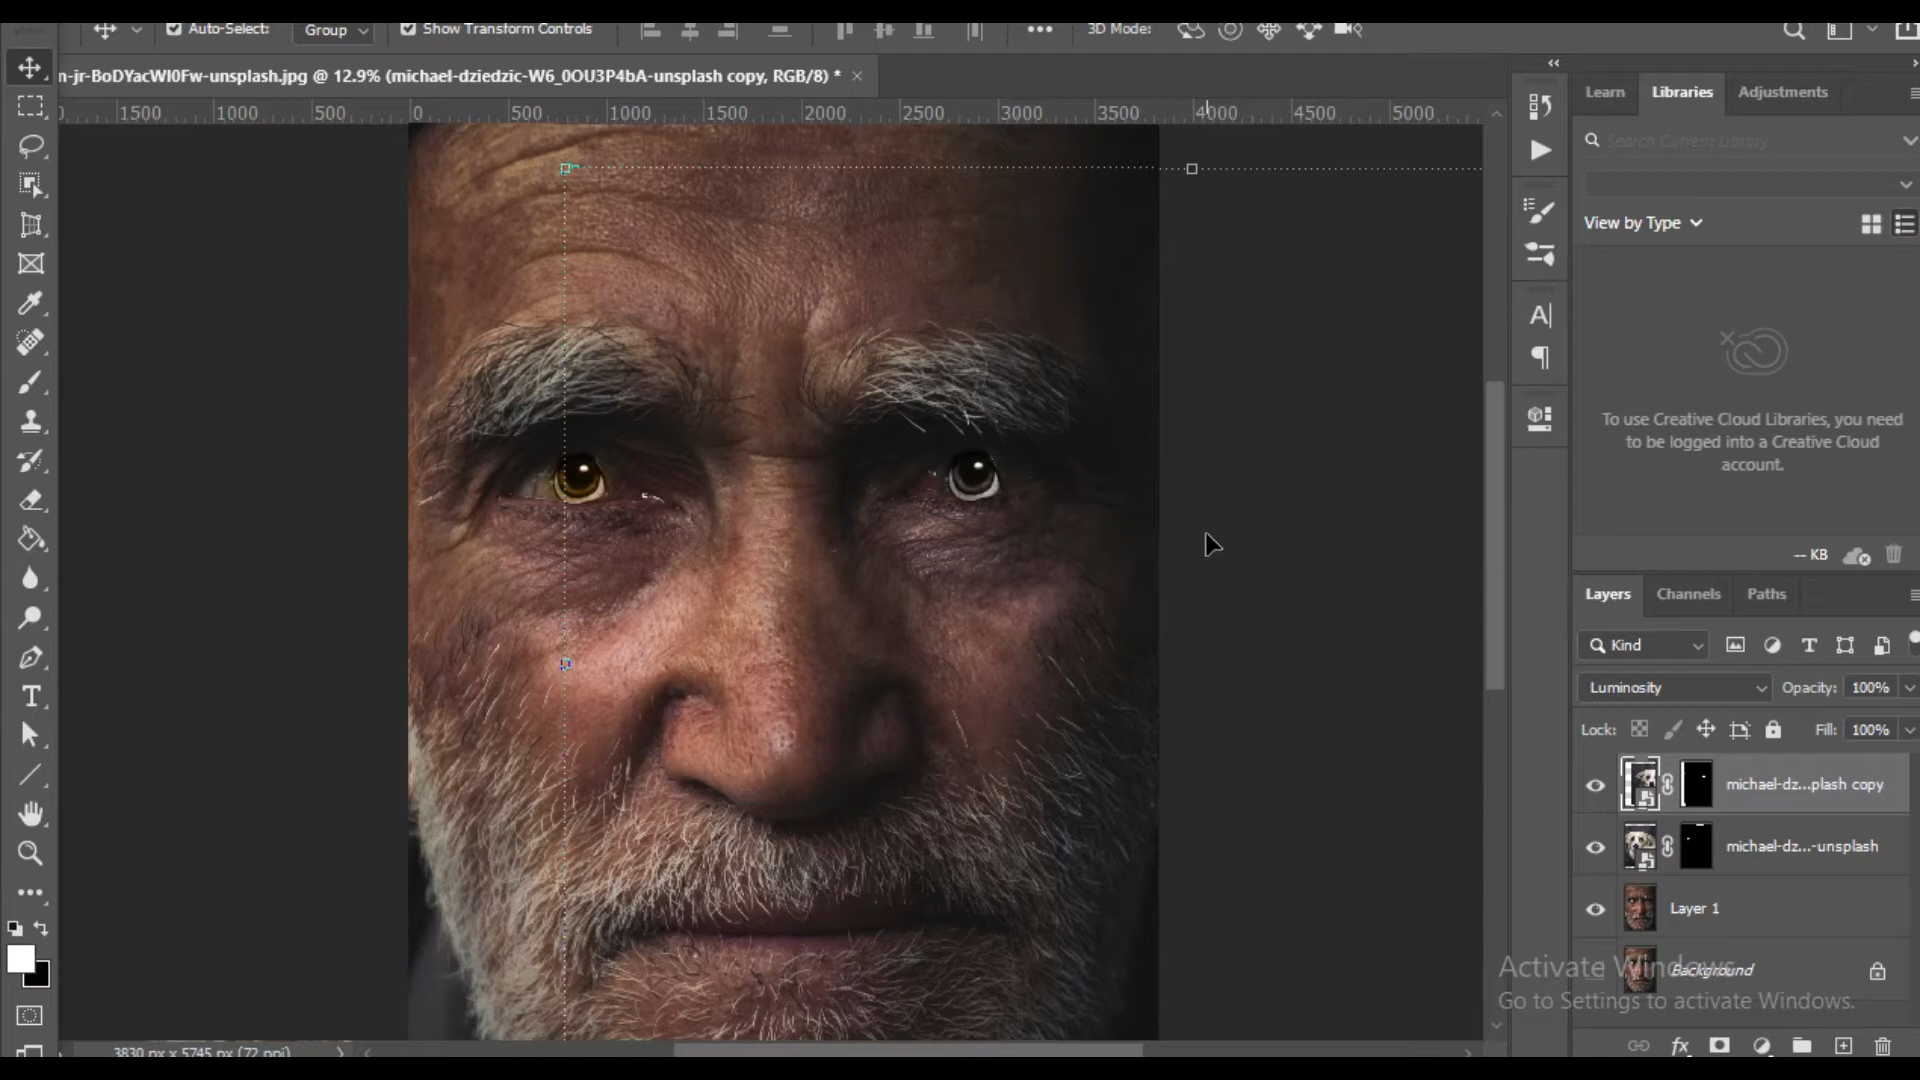 Auto-Select: Group Show Transform Controls 3D Mode:
n-jr-BoDYacWI0Fw-unsplash.jpg @ 12.9% (michael-dziedzic-W6_0OU3P4bA-unsplash copy, RGB/8) *
1500 1000 500 0 500 1000 1500 2000 2500 3000 3500 4000 4500 5000
Learn Libraries Adjustments
Search Current Library
View by Type
To use Creative Cloud Libraries, you need
to be logged into a Creative Cloud
account.
-- KB
Layers Channels Paths
Kind
Luminosity Opacity: 100%
Lock: Fill: 100%
michael-dz...plash copy
michael-dz...-unsplash
Layer 1
Background
Activate Windows
Go to Settings to activate Windows.
3830 px x 5745 px (72 ppi)